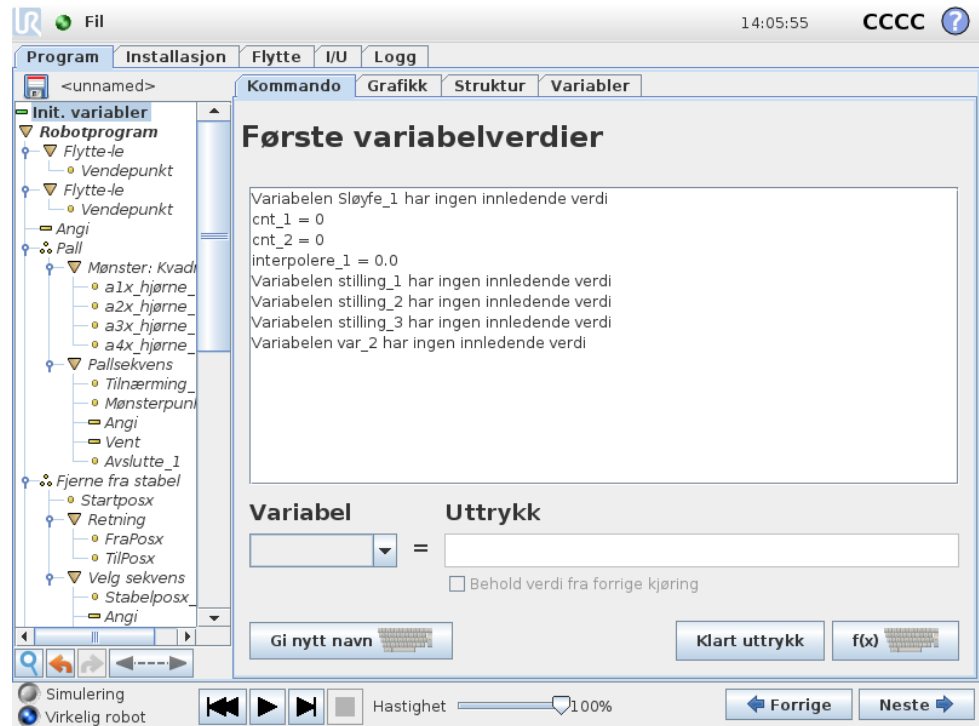 UR Fil 14:05:55 CCCC ?
Program Installasjon Flytte I/U Logg
<unnamed>
Kommando Grafikk Struktur Variabler
Init. variabler
Robotprogram
Flytte-le
Vendepunkt
Flytte-le
Vendepunkt
Angi
Pall
Mønster: Kvadr
a1x_hjørne_
a2x_hjørne_
a3x_hjørne_
a4x_hjørne_
Pallsekvens
Tilnærming_
Mønsterpunl
Angi
Vent
Avslutte_1
Fjerne fra stabel
Startposx
Retning
FraPosx
TilPosx
Velg sekvens
Stabelposx_
Angi
Første variabelverdier
Variabelen Sløyfe_1 har ingen innledende verdi
cnt_1 = 0
cnt_2 = 0
interpolere_1 = 0.0
Variabelen stilling_1 har ingen innledende verdi
Variabelen stilling_2 har ingen innledende verdi
Variabelen stilling_3 har ingen innledende verdi
Variabelen var_2 har ingen innledende verdi
Variabel Uttrykk
=
Behold verdi fra forrige kjøring
Gi nytt navn Klart uttrykk f(x)
Simulering
Virkelig robot
Hastighet 100%
Forrige Neste